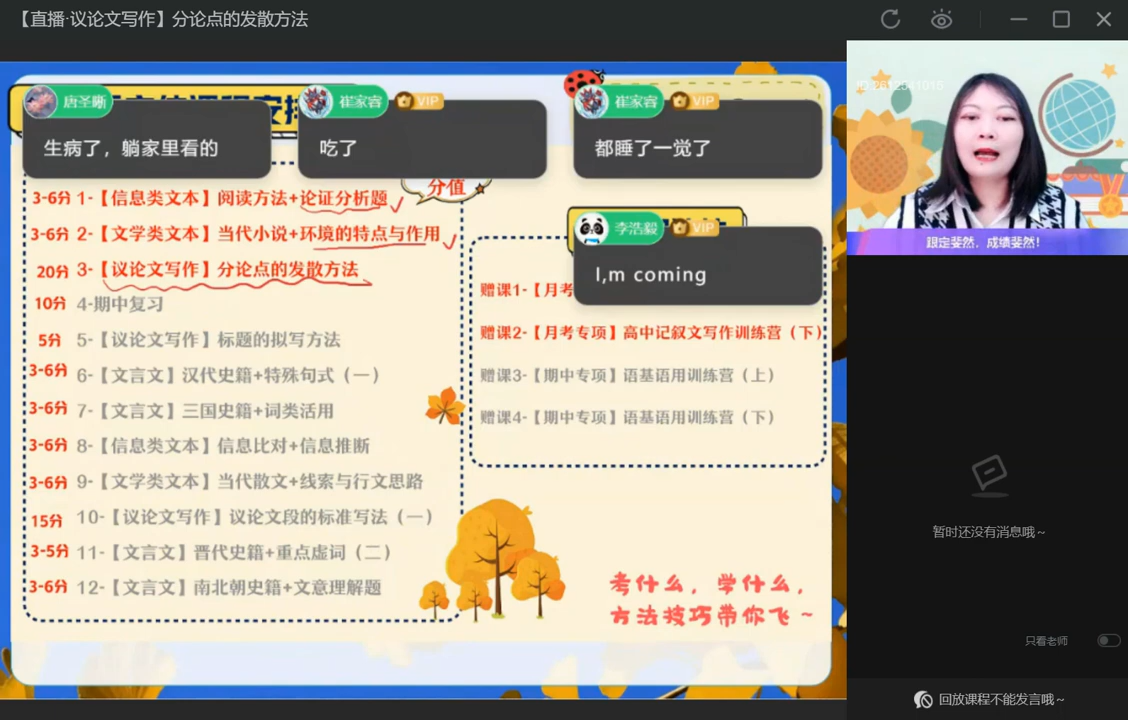 【直播·议论文写作】分论点的发散方法
唐圣晰
生病了，躺家里看的
崔家睿 VIP
吃了
崔家睿 VIP
都睡了一觉了
李浩毅 VIP
I,m coming
分值
3-6分 1-【信息类文本】阅读方法+论证分析题
3-6分 2-【文学类文本】当代小说+环境的特点与作用
20分 3-【议论文写作】分论点的发散方法
10分 4-期中复习
5分 5-【议论文写作】标题的拟写方法
3-6分 6-【文言文】汉代史籍+特殊句式（一）
3-6分 7-【文言文】三国史籍+词类活用
3-6分 8-【信息类文本】信息比对+信息推断
3-6分 9-【文学类文本】当代散文+线索与行文思路
15分 10-【议论文写作】议论文段的标准写法（一）
3-5分 11-【文言文】晋代史籍+重点虚词（二）
3-6分 12-【文言文】南北朝史籍+文意理解题
赠课1-【月考
赠课2-【月考专项】高中记叙文写作训练营（下）
赠课3-【期中专项】语基语用训练营（上）
赠课4-【期中专项】语基语用训练营（下）
考什么，学什么，
方法技巧带你飞～
跟定斐然，成绩斐然！
暂时还没有消息哦～
只看老师
回放课程不能发言哦～